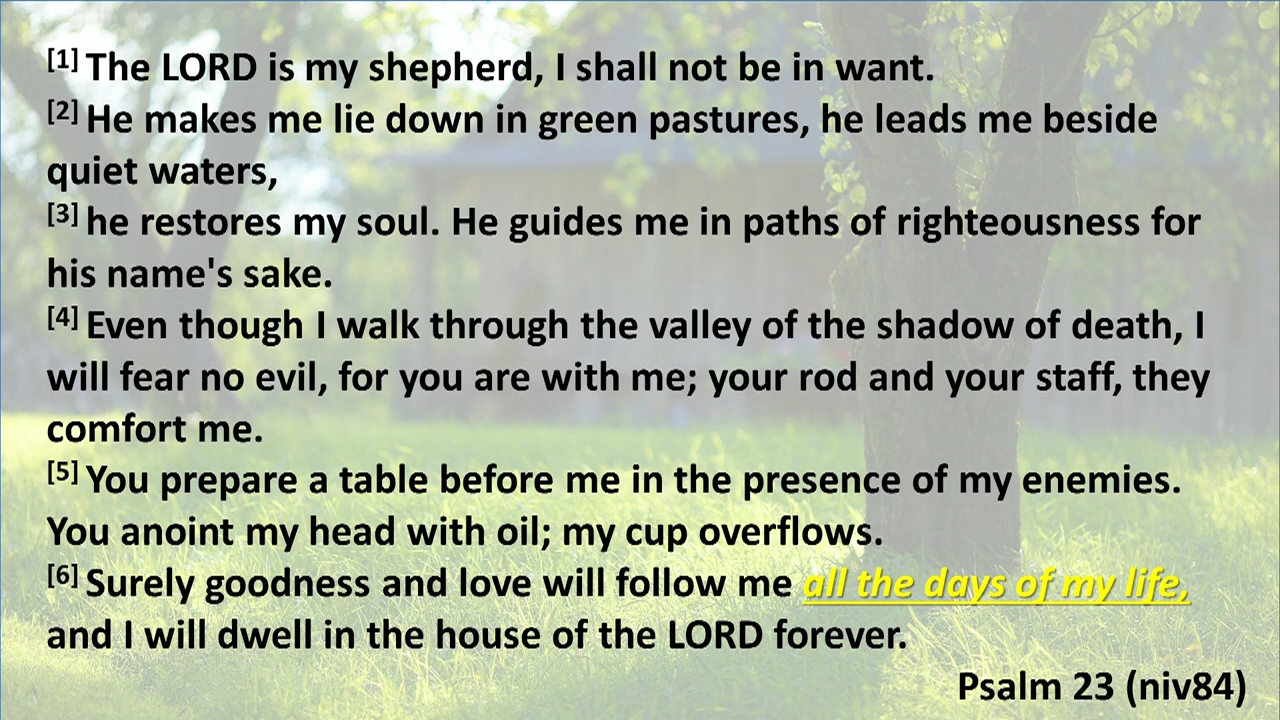 [1] The LORD is my shepherd, I shall not be in want.
[2] He makes me lie down in green pastures, he leads me beside
quiet waters,
[3] he restores my soul. He guides me in paths of righteousness for
his name's sake.
[4] Even though I walk through the valley of the shadow of death, I
will fear no evil, for you are with me; your rod and your staff, they
comfort me.
[5] You prepare a table before me in the presence of my enemies.
You anoint my head with oil; my cup overflows.
[6] Surely goodness and love will follow me all the days of my life,
and I will dwell in the house of the LORD forever.
Psalm 23 (niv84)